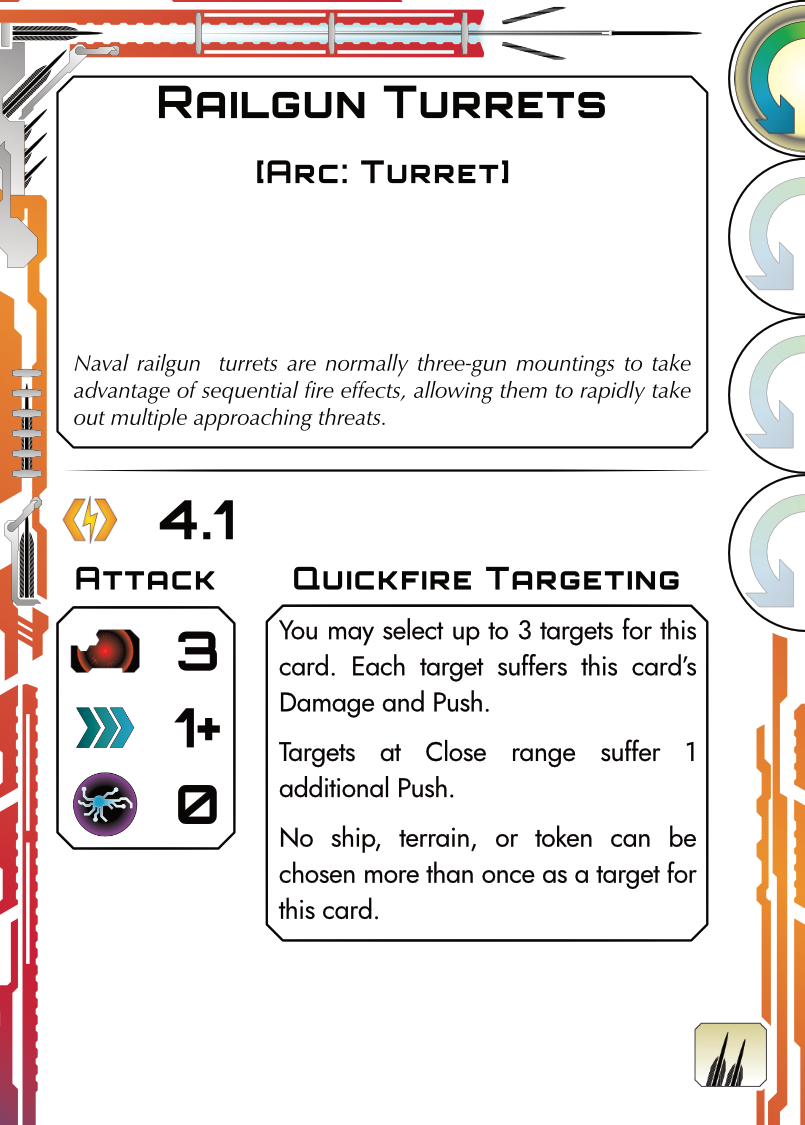 Railgun Turrets
[Arc: Turret]
Naval railgun turrets are normally three-gun mountings to take
advantage of sequential fire effects, allowing them to rapidly take
out multiple approaching threats.
4.1
Attack
Quickfire Targeting
3
1+
0
You may select up to 3 targets for this
card. Each target suffers this card's
Damage and Push.
Targets at Close range suffer 1
additional Push.
No ship, terrain, or token can be
chosen more than once as a target for
this card.